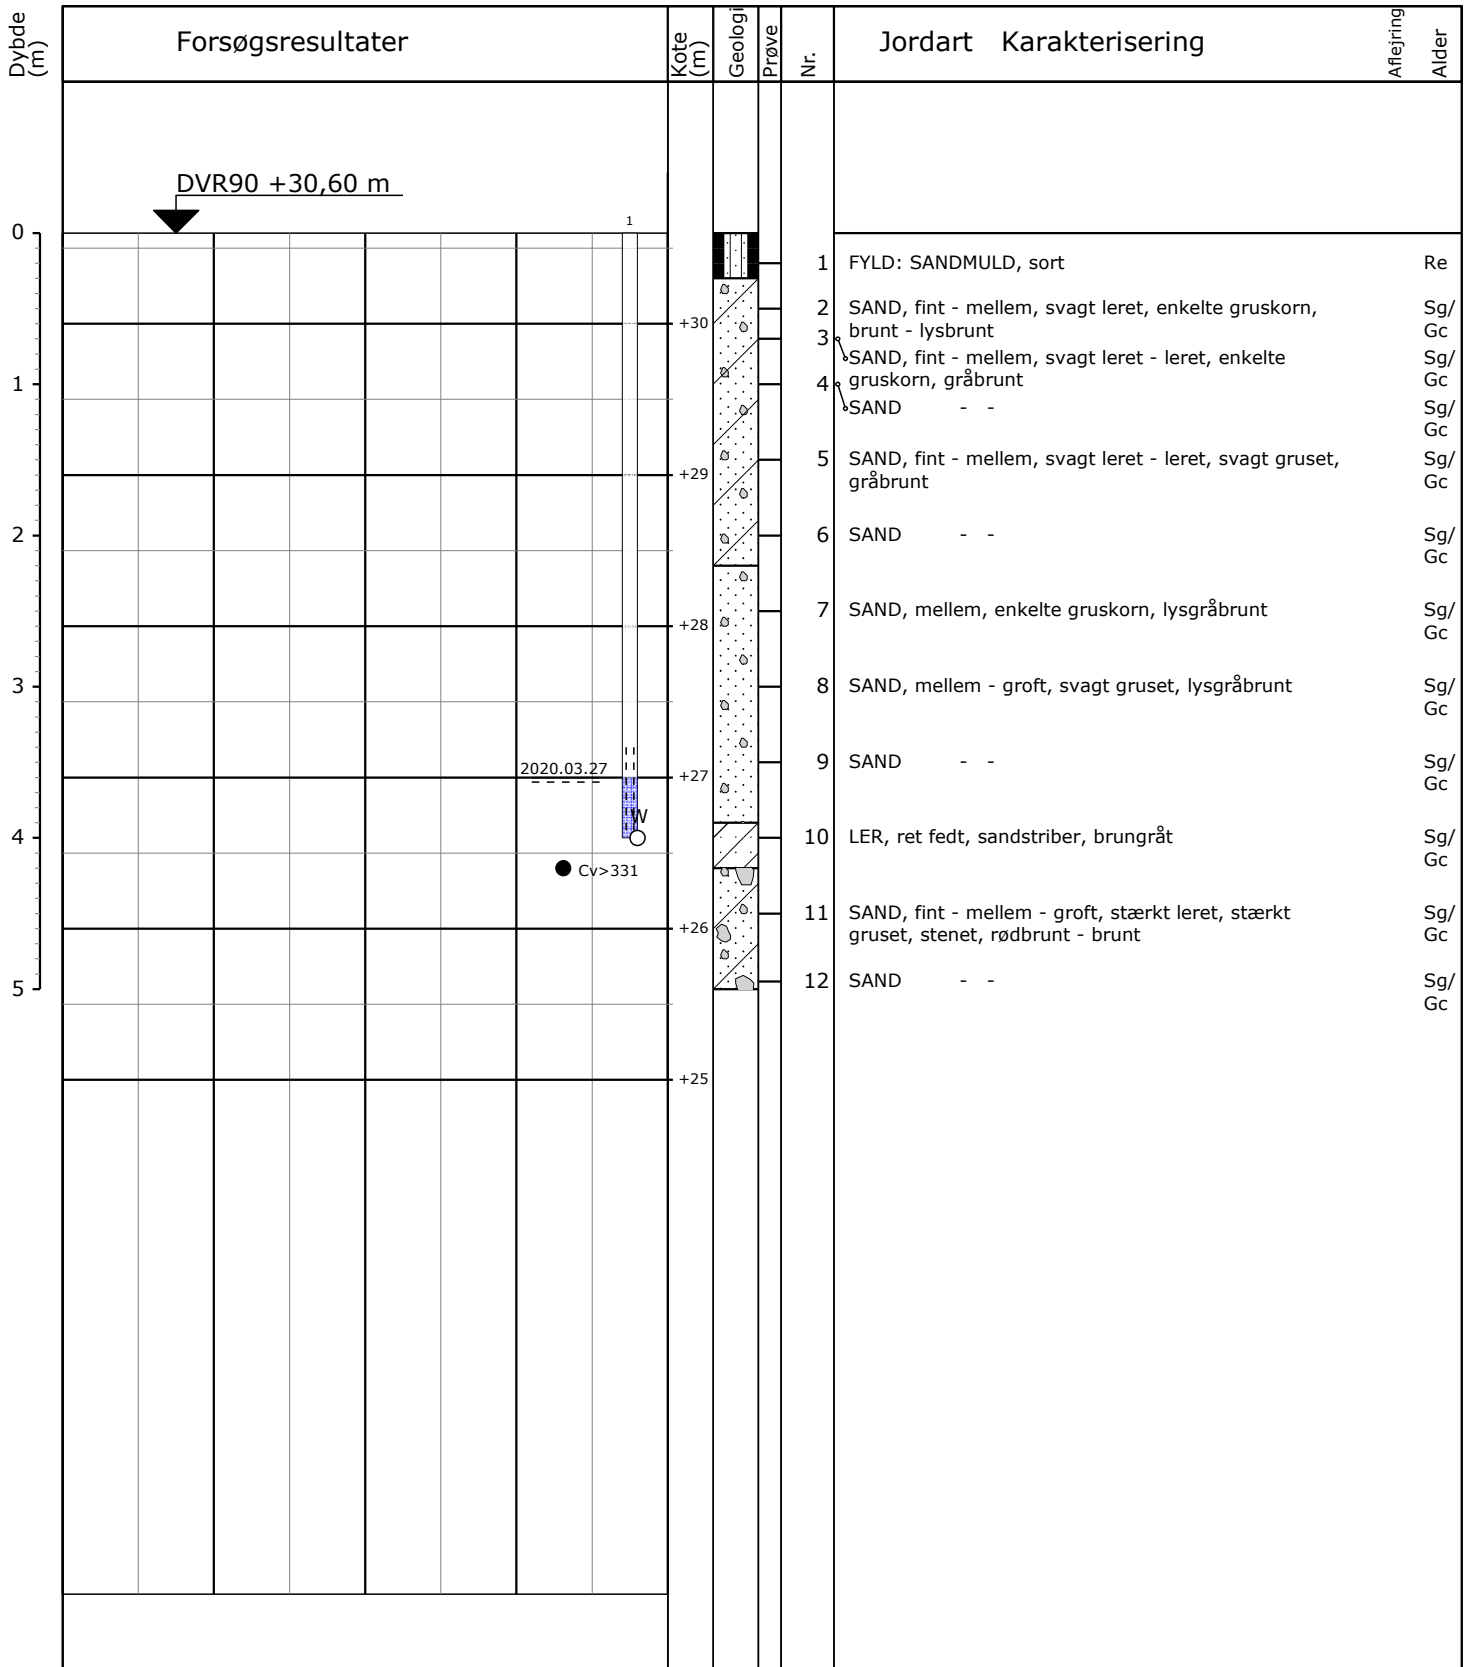 Dybde (m)
Forsøgsresultater
Kote (m)
Geologi
Prøve
Nr.
Jordart Karakterisering
Aflejring
Alder
DVR90 +30,60 m
1
0
1 FYLD: SANDMULD, sort Re
2 SAND, fint - mellem, svagt leret, enkelte gruskorn, Sg/
+30
brunt - lysbrunt Gc
3
SAND, fint - mellem, svagt leret - leret, enkelte Sg/
1
4 gruskorn, gråbrunt Gc
SAND - - Sg/
Gc
5 SAND, fint - mellem, svagt leret - leret, svagt gruset, Sg/
+29
gråbrunt Gc
2
6 SAND - - Sg/
Gc
7 SAND, mellem, enkelte gruskorn, lysgråbrunt Sg/
+28
Gc
3
8 SAND, mellem - groft, svagt gruset, lysgråbrunt Sg/
Gc
9 SAND - - Sg/
2020.03.27
+27
Gc
W
4
10 LER, ret fedt, sandstriber, brungråt Sg/
Gc
Cv>331
11 SAND, fint - mellem - groft, stærkt leret, stærkt Sg/
+26
gruset, stenet, rødbrunt - brunt Gc
5
12 SAND - - Sg/
Gc
+25